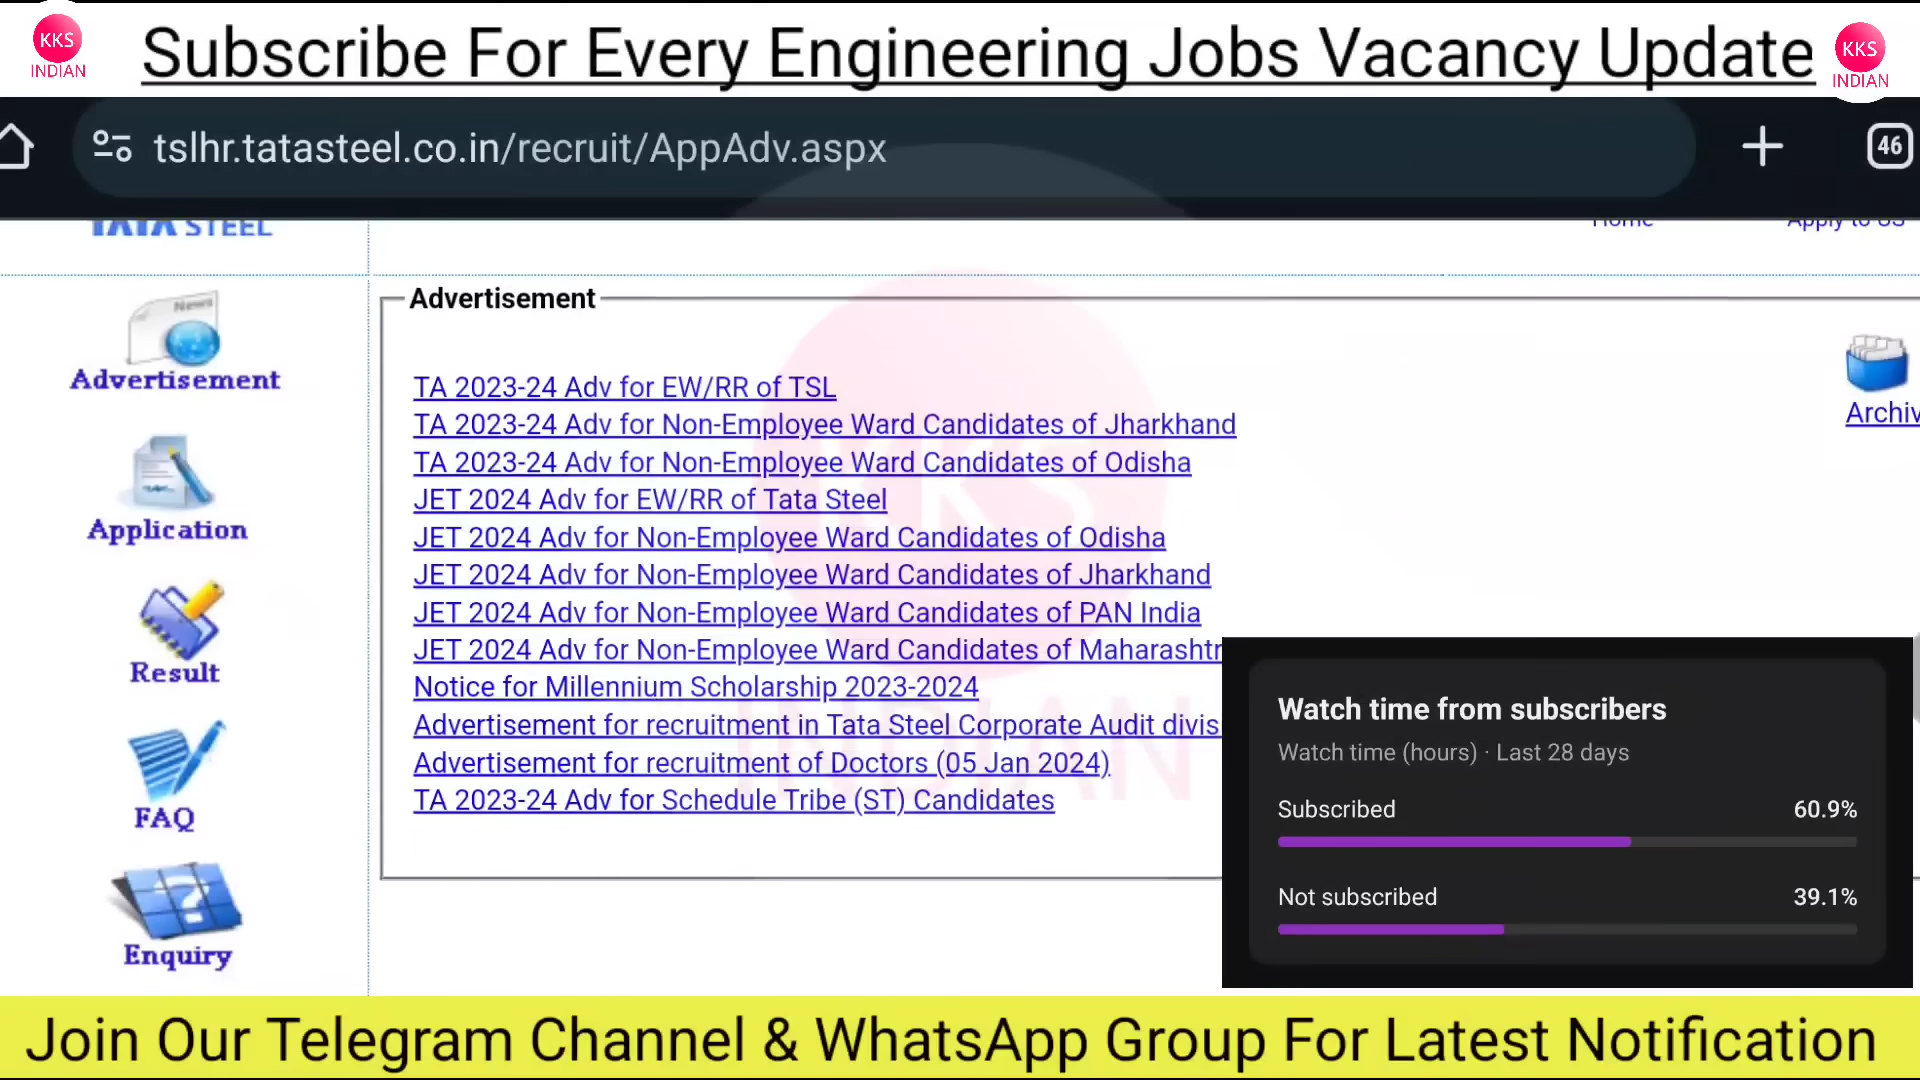 KKS
INDIAN
Subscribe For Every Engineering Jobs Vacancy Update
KKS
INDIAN
tslhr.tatasteel.co.in/recruit/AppAdv.aspx
46
TATA STEEL
Home
Apply to US
Advertisement
Application
Result
FAQ
Enquiry
Advertisement
TA 2023-24 Adv for EW/RR of TSL
TA 2023-24 Adv for Non-Employee Ward Candidates of Jharkhand
TA 2023-24 Adv for Non-Employee Ward Candidates of Odisha
JET 2024 Adv for EW/RR of Tata Steel
JET 2024 Adv for Non-Employee Ward Candidates of Odisha
JET 2024 Adv for Non-Employee Ward Candidates of Jharkhand
JET 2024 Adv for Non-Employee Ward Candidates of PAN India
JET 2024 Adv for Non-Employee Ward Candidates of Maharashtr
Notice for Millennium Scholarship 2023-2024
Advertisement for recruitment in Tata Steel Corporate Audit divis
Advertisement for recruitment of Doctors (05 Jan 2024)
TA 2023-24 Adv for Schedule Tribe (ST) Candidates
Archiv
KKS
INDIAN
Watch time from subscribers
Watch time (hours) · Last 28 days
Subscribed 60.9%
Not subscribed 39.1%
Join Our Telegram Channel & WhatsApp Group For Latest Notification